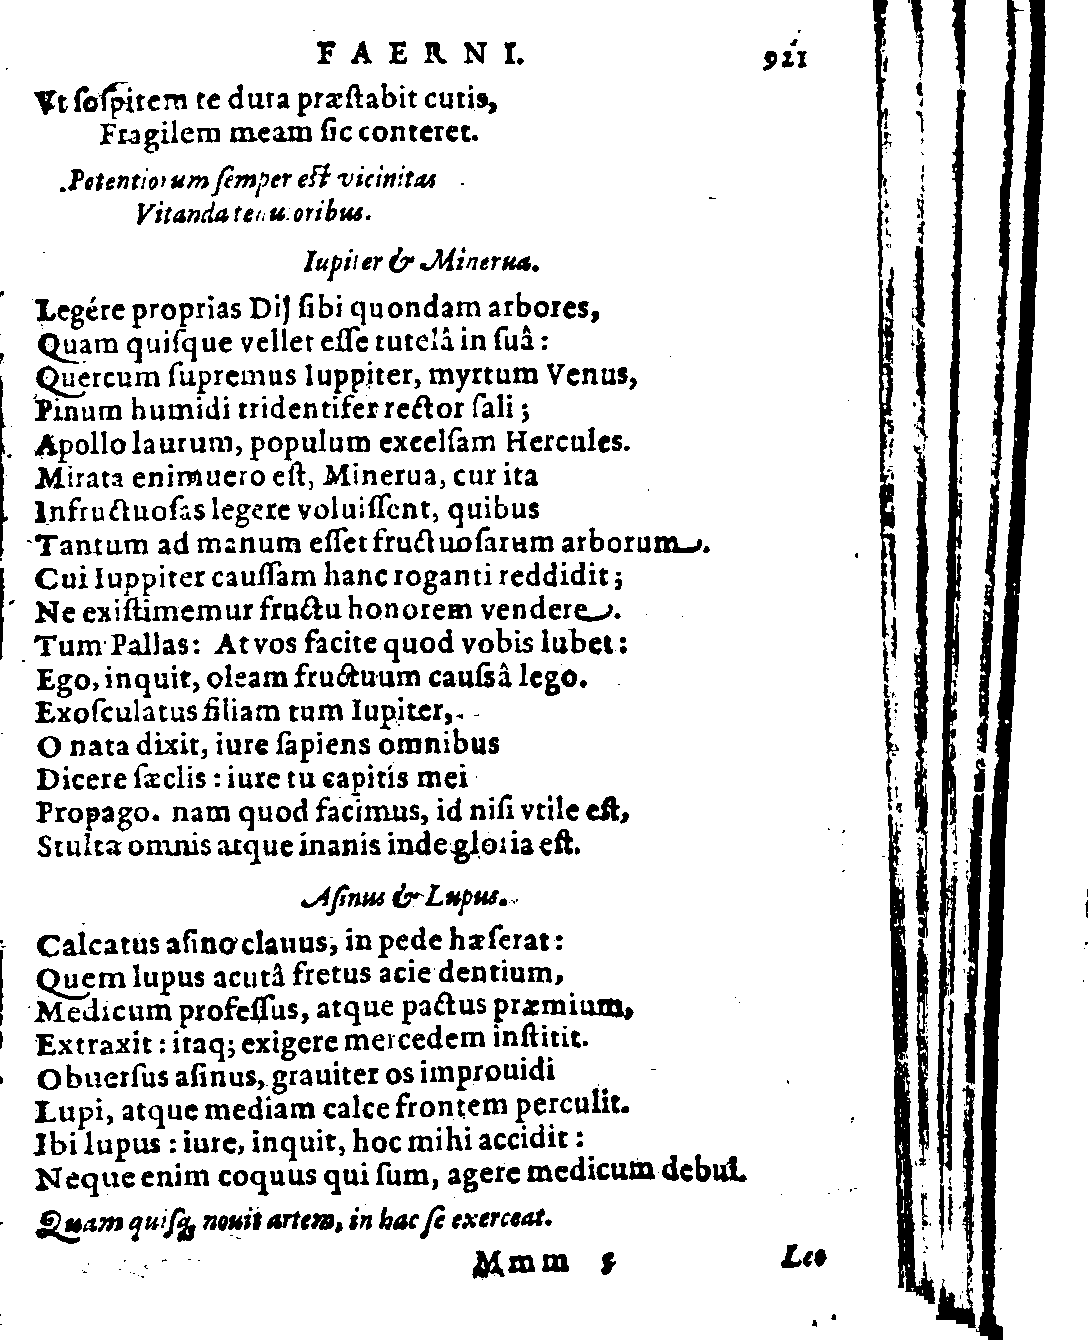 FAERNI. 911
Vt ſoſpitem te dura præſtabit cutis,
Fragilem meam ſic conteret.
Potentiorum ſemper eſt vicinitas
Vitanda tenuioribus.
Iupiter & Minerua.
Legére proprias Dij ſibi quondam arbores,
Quam quiſque vellet eſſe tutelâ in ſuâ:
Quercum ſupremus Iuppiter, myrtum Venus,
Pinum humidi tridentifer rector ſali;
Apollo laurum, populum excelſam Hercules.
Mirata enimuero eſt, Minerua, cur ita
Infructuoſas legere voluiſſent, quibus
Tantum ad manum eſſet fructuoſarum arborum.
Cui Iuppiter cauſſam hanc roganti reddidit;
Ne exiſtimemur fructu honorem vendere.
Tum Pallas: At vos facite quod vobis lubet:
Ego, inquit, oleam fructuum cauſsâ lego.
Exoſculatus filiam tum Iupiter,
O nata dixit, iure ſapiens omnibus
Dicere ſæclis: iure tu capitis mei
Propago. nam quod facimus, id niſi vtile eſt,
Stulta omnis atque inanis inde gloria eſt.
Aſinus & Lupus.
Calcatus aſino clauus, in pede hæſerat:
Quem lupus acutâ fretus acie dentium,
Medicum profeſſus, atque pactus præmium,
Extraxit: itaq; exigere mercedem inſtitit.
Obuerſus aſinus, grauiter os improuidi
Lupi, atque mediam calce frontem perculit.
Ibi lupus: iure, inquit, hoc mihi accidit:
Neque enim coquus qui ſum, agere medicum debui.
Quam quiſq; nouit artem, in hac ſe exerceat.
Mmm 5 Leo